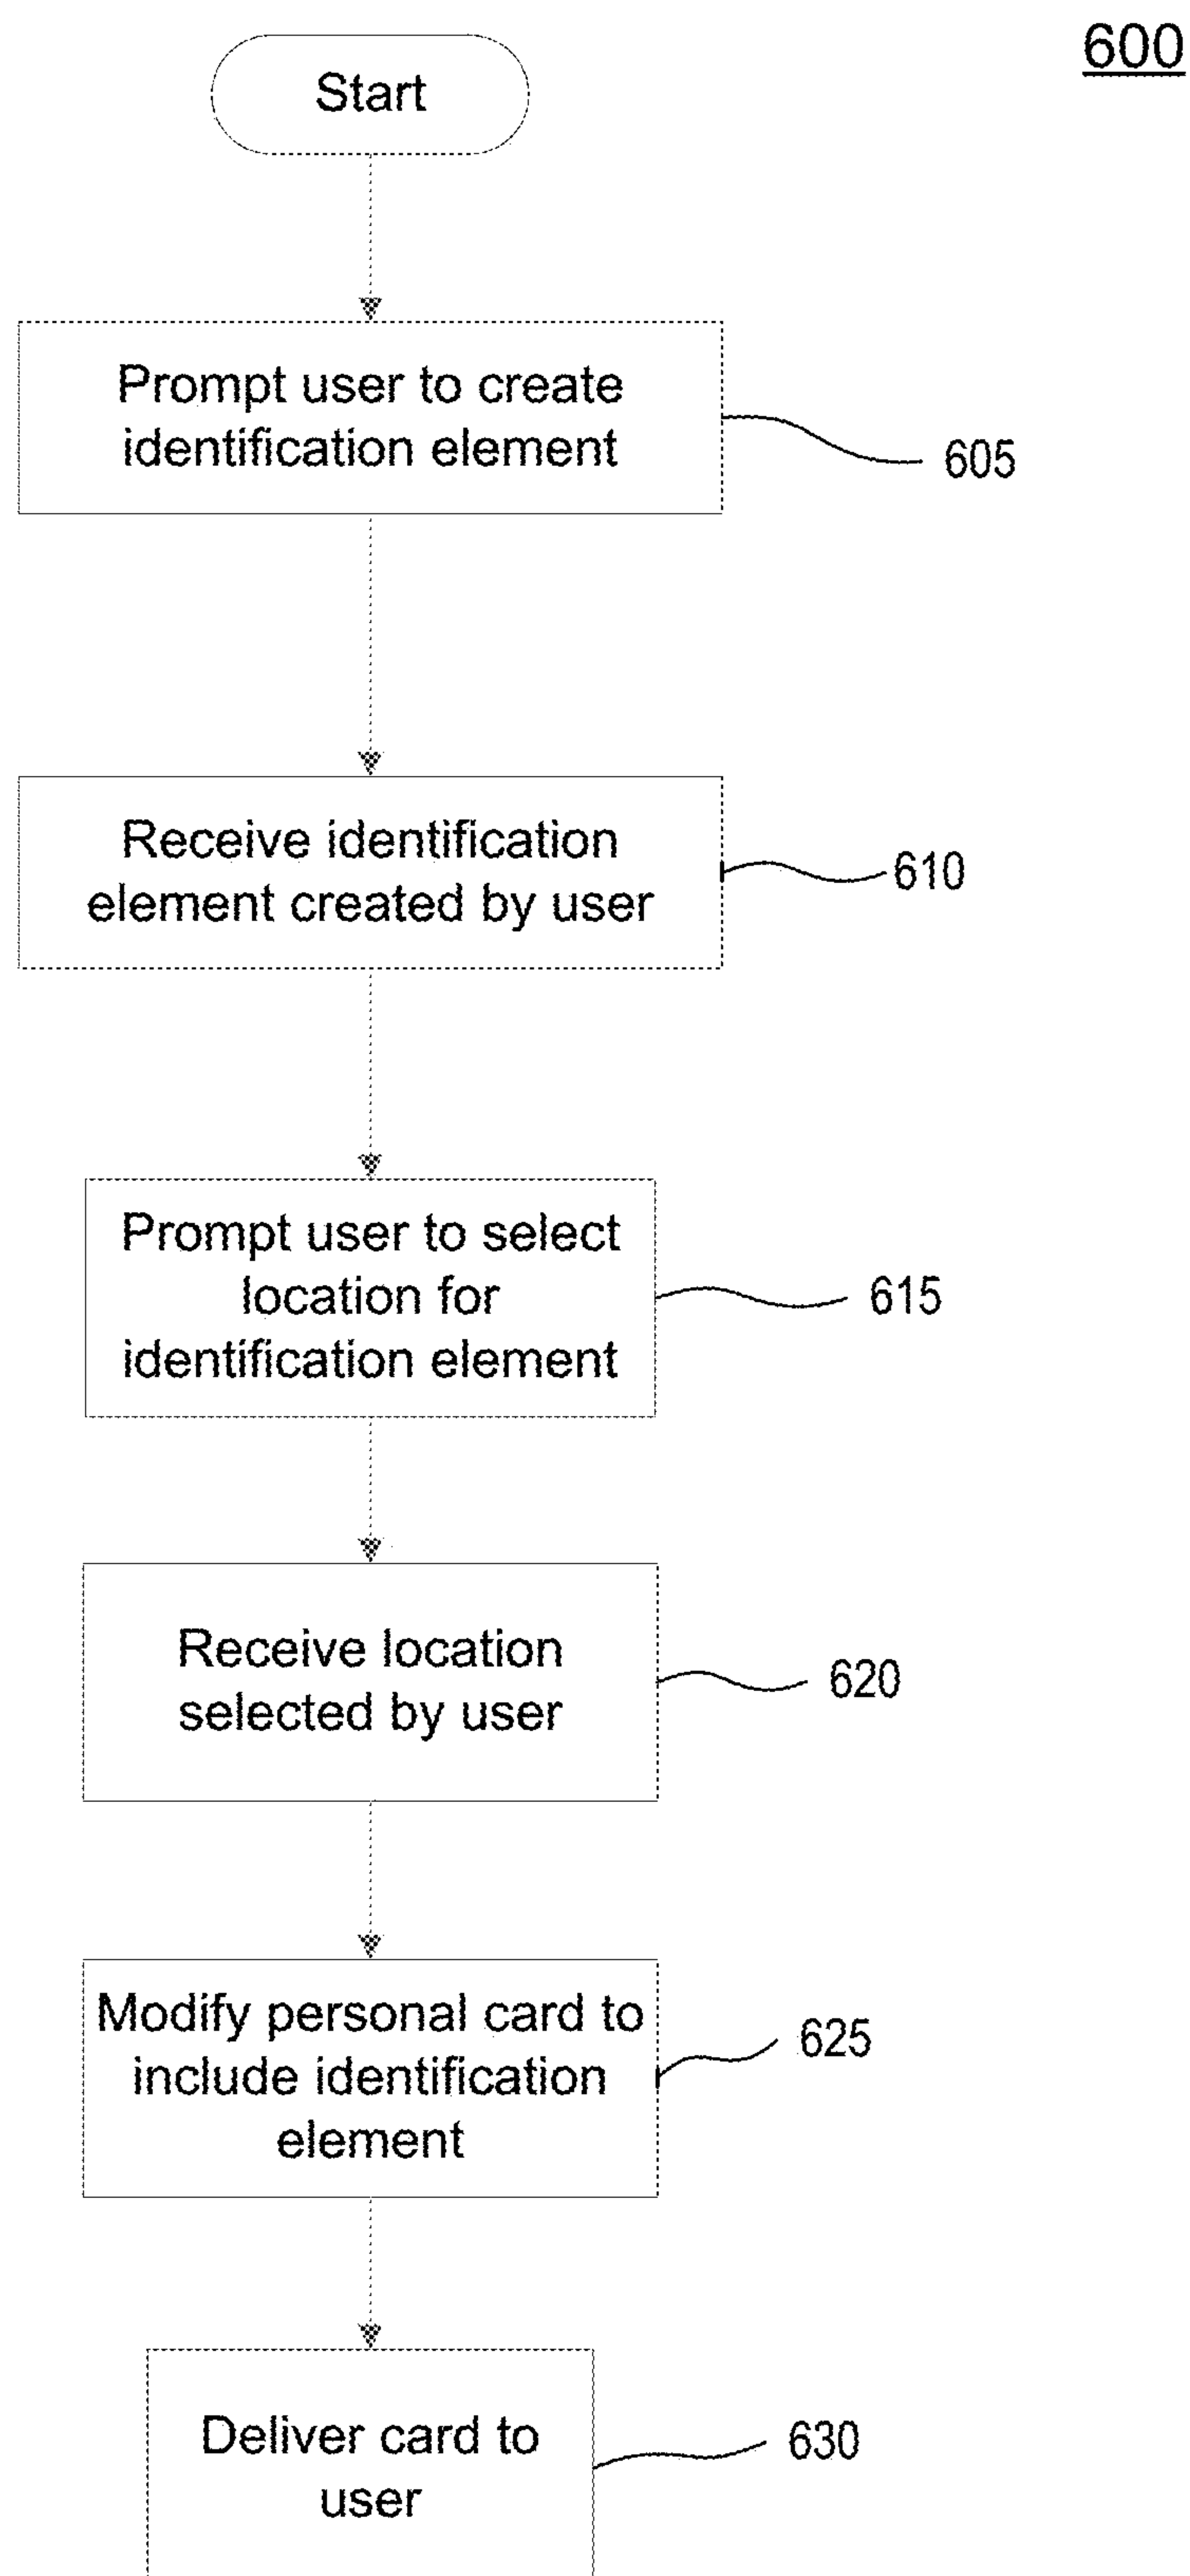 600
Start
Prompt user to create
identification element
605
Receive identification
element created by user
610
Prompt user to select
location for
identification element
615
Receive location
selected by user
620
Modify personal card to
include identification
element
625
Deliver card to
user
630